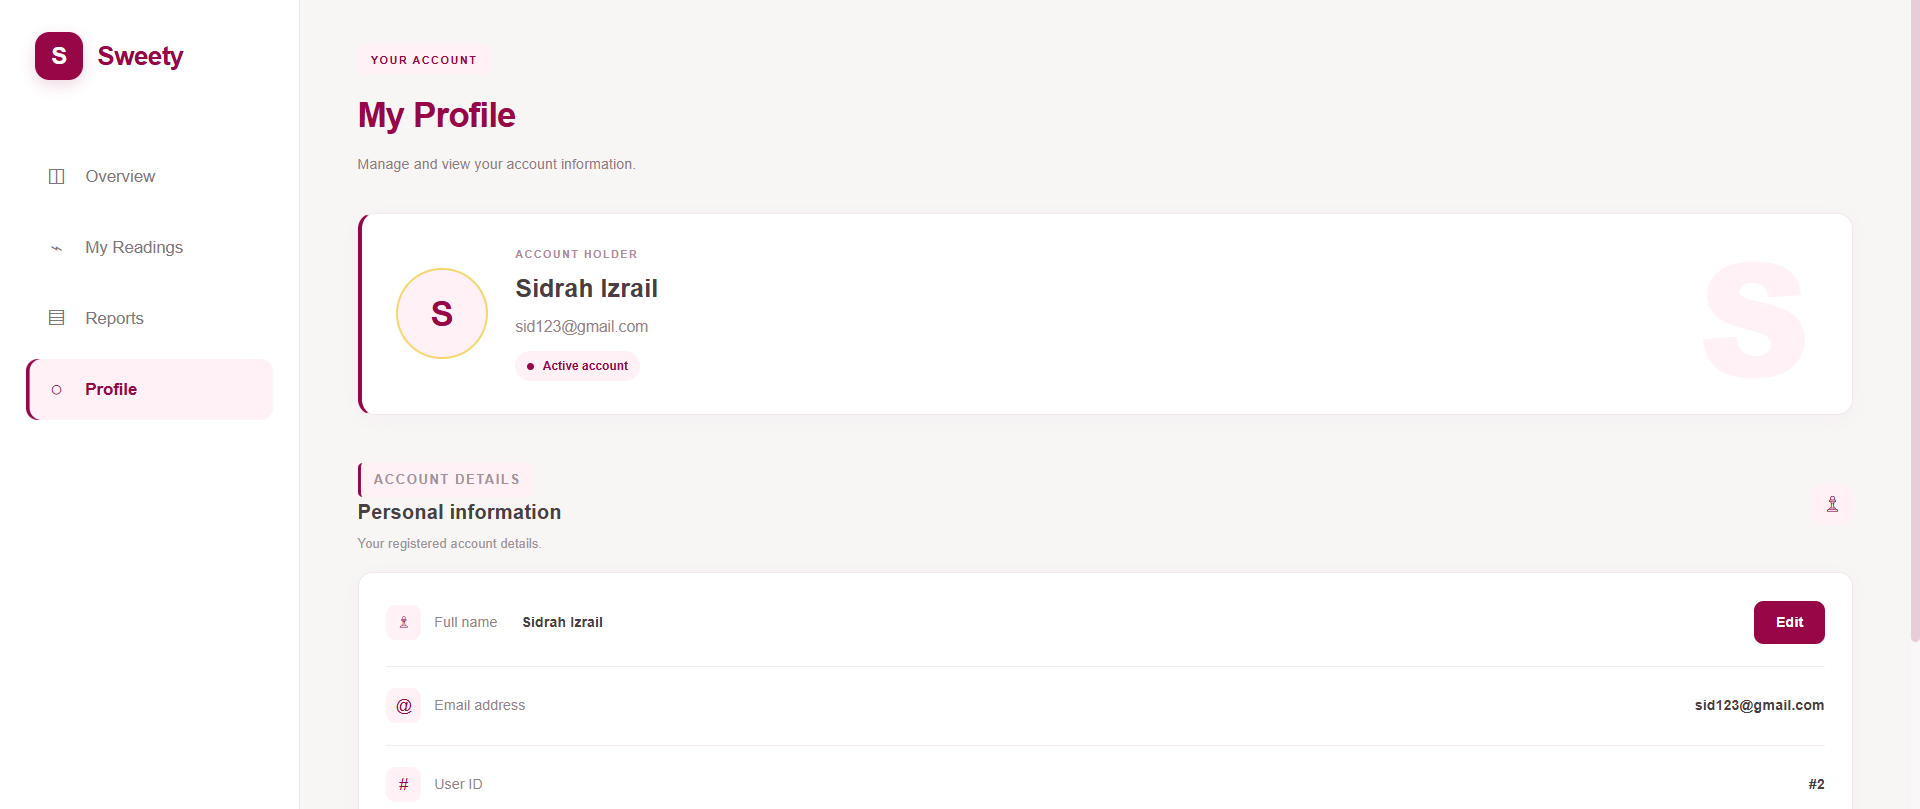 S Sweety
Overview
My Readings
Reports
Profile
YOUR ACCOUNT
My Profile
Manage and view your account information.
S
ACCOUNT HOLDER
Sidrah Izrail
sid123@gmail.com
Active account
S
ACCOUNT DETAILS
Personal information
Your registered account details.
Full name Sidrah Izrail Edit
@ Email address sid123@gmail.com
# User ID #2